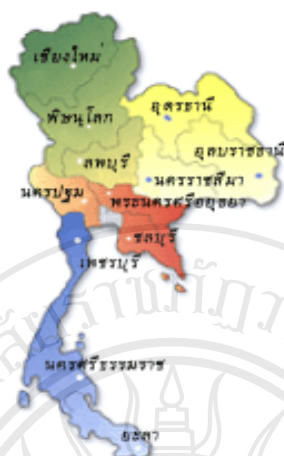 เชียงใหม่
พิษณุโลก
อุดรธานี
ลพบุรี
อุบลราชธานี
นครปฐม
นครราชสีมา
พระนครศรีอยุธยา
ชลบุรี
เพชรบุรี
นครศรีธรรมราช
ยะลา